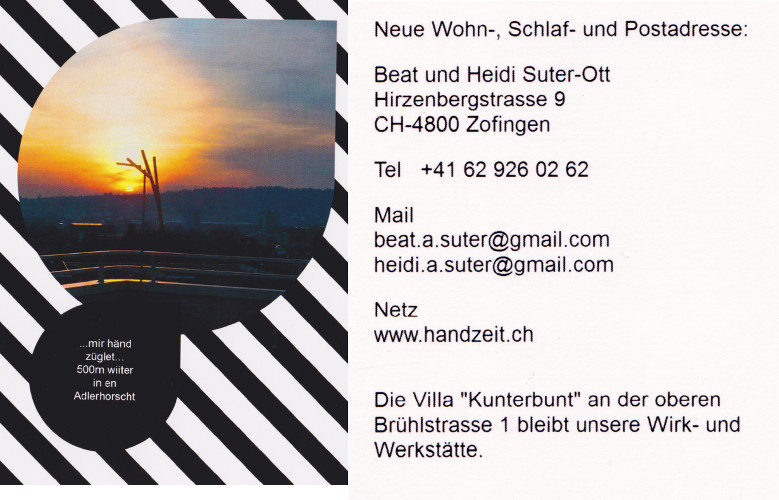 ...mir händ
züglet...
500m wiiter
in en
Adlerhorscht
Neue Wohn-, Schlaf- und Postadresse:
Beat und Heidi Suter-Ott
Hirzenbergstrasse 9
CH-4800 Zofingen
Tel +41 62 926 02 62
Mail
beat.a.suter@gmail.com
heidi.a.suter@gmail.com
Netz
www.handzeit.ch
Die Villa "Kunterbunt" an der oberen
Brühlstrasse 1 bleibt unsere Wirk- und
Werkstätte.